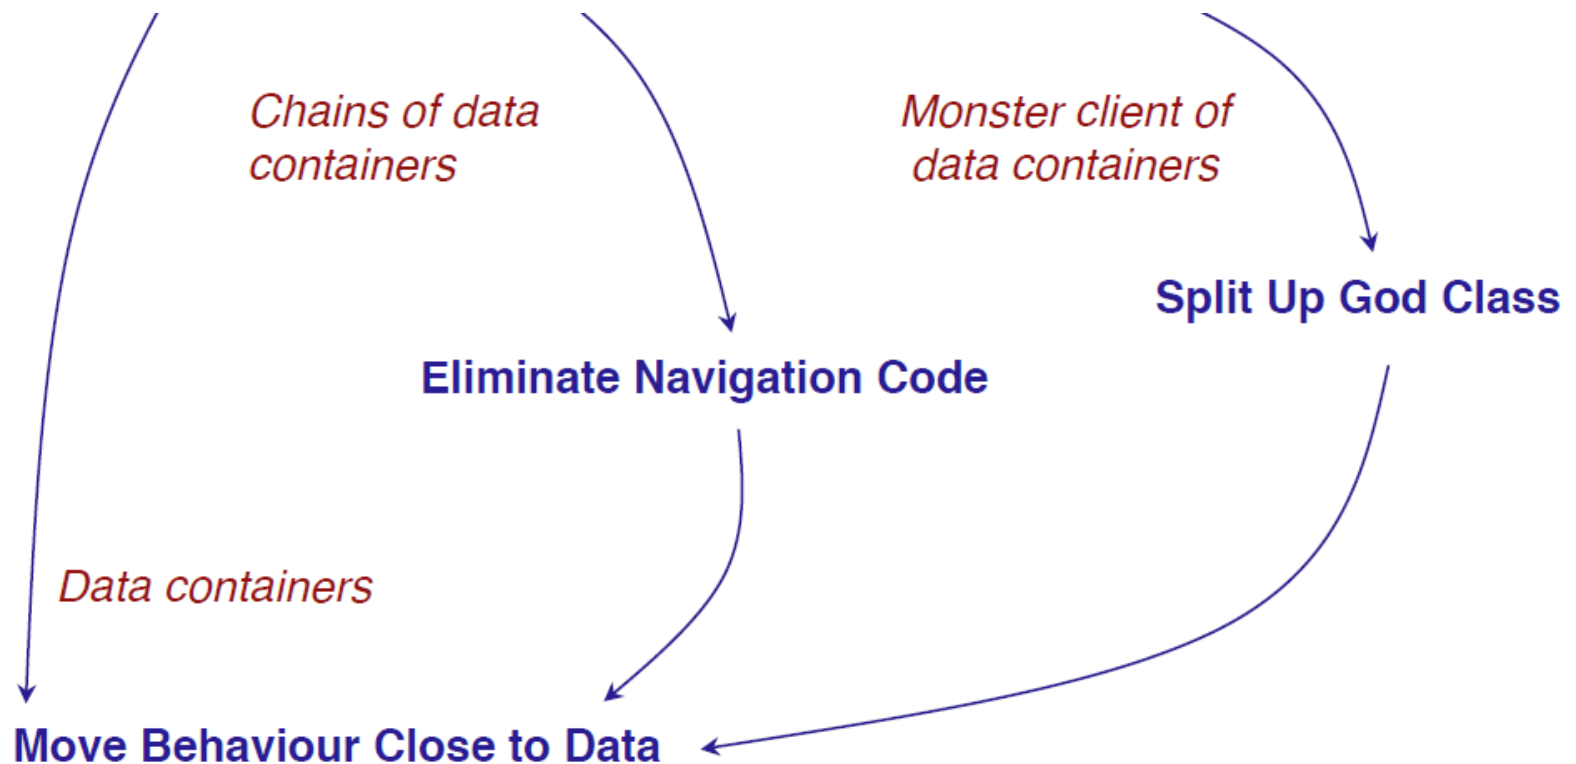 Chains of data
containers
Monster client of
data containers
Split Up God Class
Eliminate Navigation Code
Data containers
Move Behaviour Close to Data